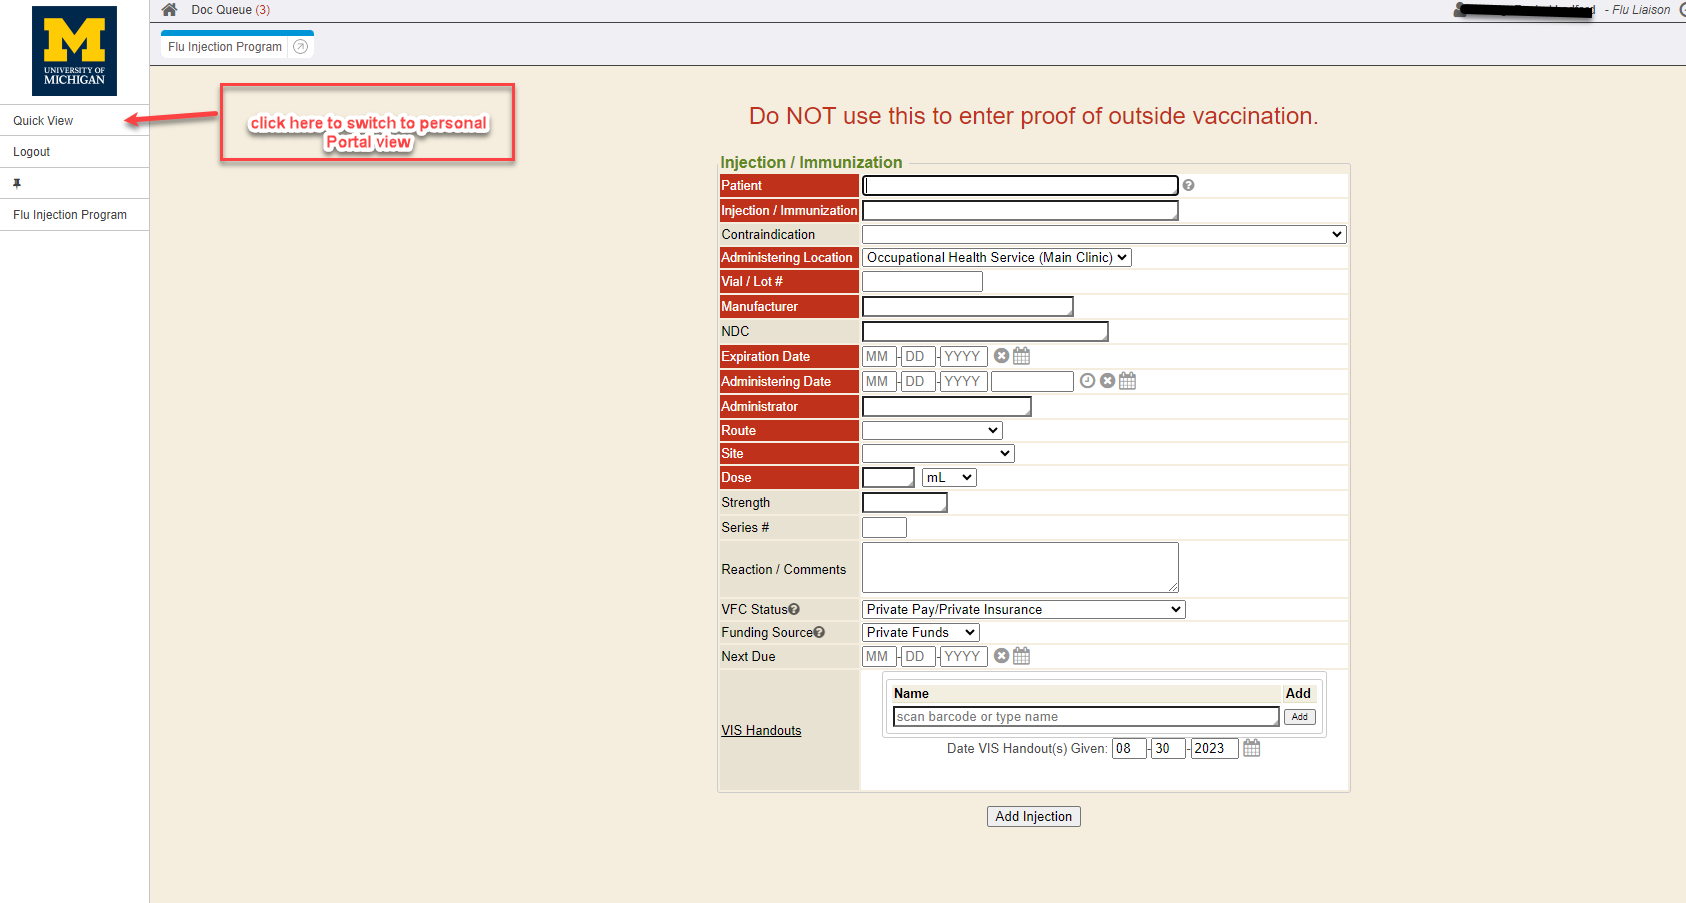 Doc Queue (3)
- Flu Liaison
Flu Injection Program
M
UNIVERSITY OF
MICHIGAN
Quick View
Logout
Flu Injection Program
click here to switch to personal
Portal view
Do NOT use this to enter proof of outside vaccination.
Injection / Immunization
Patient
Injection / Immunization
Contraindication
Administering Location Occupational Health Service (Main Clinic)
Vial / Lot #
Manufacturer
NDC
Expiration Date MM - DD - YYYY
Administering Date MM - DD - YYYY
Administrator
Route
Site
Dose mL
Strength
Series #
Reaction / Comments
VFC Status Private Pay/Private Insurance
Funding Source Private Funds
Next Due MM - DD - YYYY
Name Add
scan barcode or type name Add
VIS Handouts
Date VIS Handout(s) Given: 08 - 30 - 2023
Add Injection